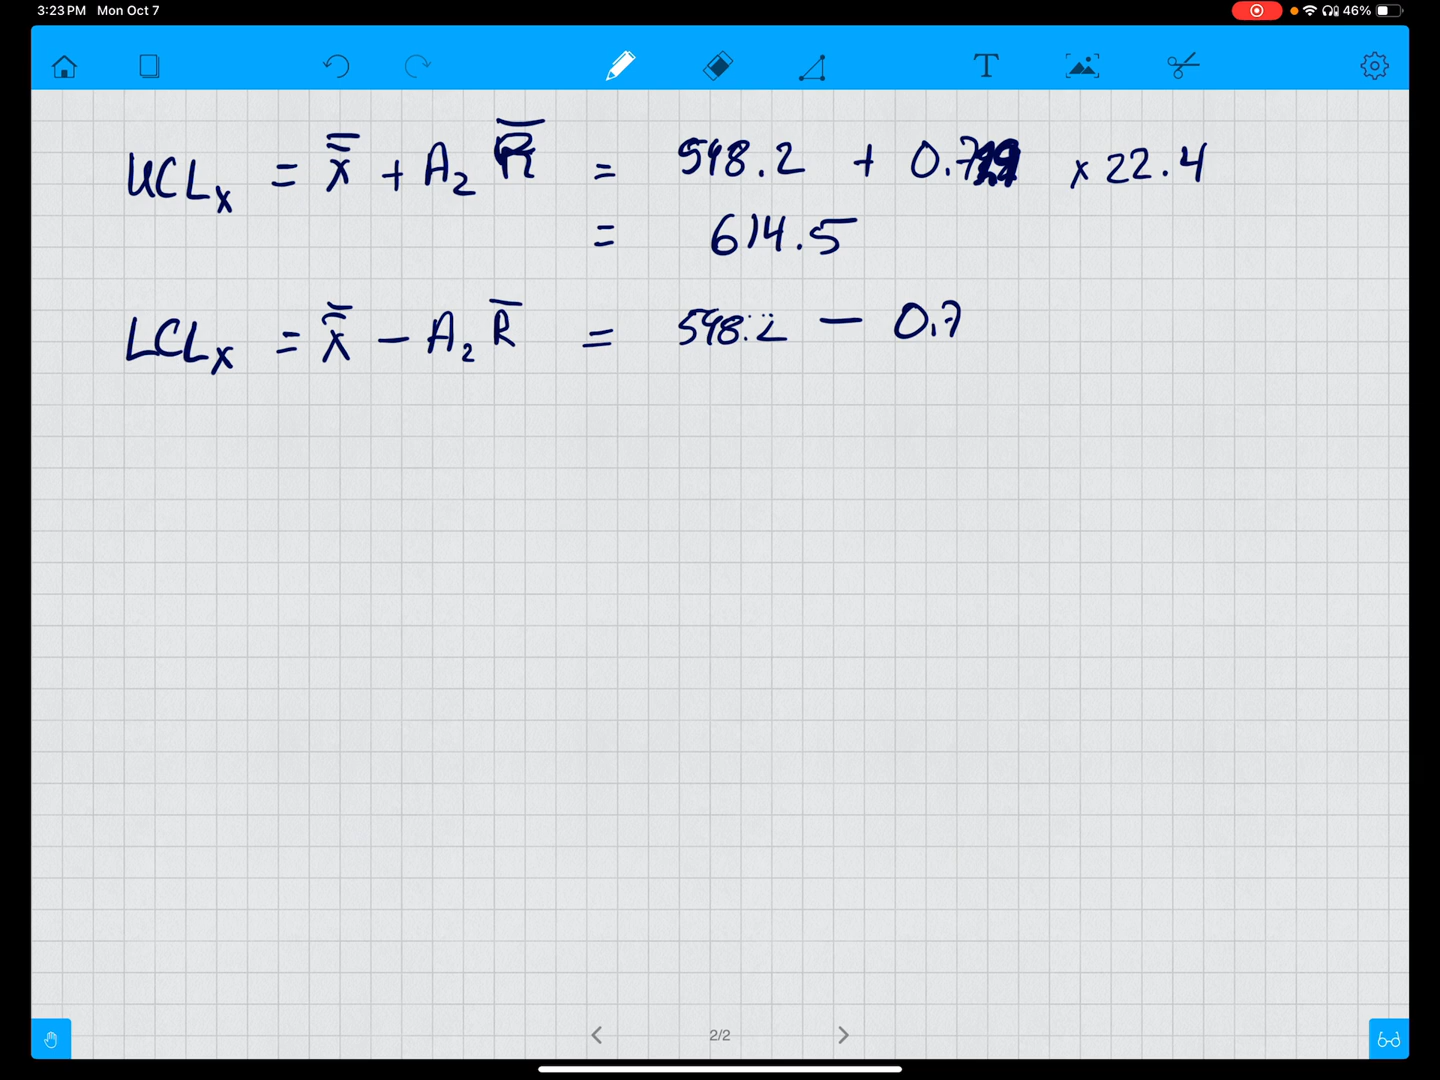 3:23 PM Mon Oct 7 46%
T
UCLₓ = x̿ + A₂ R̅ = 598.2 + 0.729 × 22.4
= 614.5
LCLₓ = x̿ − A₂ R̅ = 598.2 − 0.7
2/2